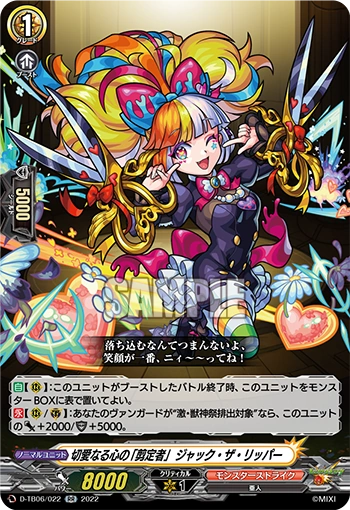 1
グレード
ブースト
5000
シールド
SAMPLE
落ち込むなんてつまんないよ、
笑顔が一番、ニィ～～ってね!
自【R】:このユニットがブーストしたバトル終了時、このユニットをモンスター
BOXに表で置いてよい。
永【R】:あなたのヴァンガードが"激・獣神祭排出対象"なら、このユニット
の+2000/+5000。
ノーマルユニット
切愛なる心の「剪定者」 ジャック・ザ・リッパー
パワー 8000
クリティカル 1
モンスターストライク
亜人
D-TB06/022 RR 2022
©MIXI